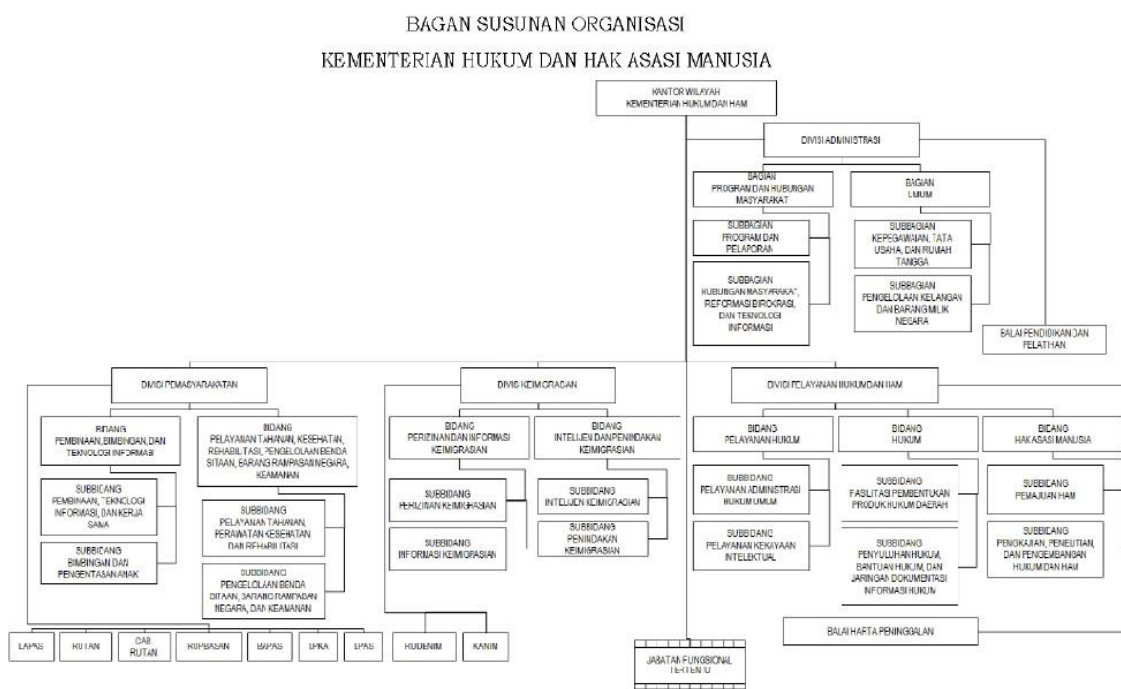 BAGAN SUSUNAN ORGANISASI
KEMENTERIAN HUKUM DAN HAK ASASI MANUSIA
KANTOR WILAYAH
KEMENTERIAN HUKUM DAN HAM
DIVISI ADMINISTRASI
BAGIAN
PROGRAM DAN HUBUNGAN
MASYARAKAT
BAGIAN
UMUM
SUBBAGIAN
PROGRAM DAN
PELAPORAN
SUBBAGIAN
KEPEGAWAIAN, TATA
USAHA, DAN RUMAH
TANGGA
SUBBAGIAN
HUBUNGAN MASYARAKAT,
REFORMASI BIROKRASI,
DAN TEKNOLOGI
INFORMASI
SUBBAGIAN
PENGELOLAAN KEUANGAN
DAN BARANG MILIK
NEGARA
BALAI PENDIDIKAN DAN
PELATIHAN
DIVISI PEMASYARAKATAN
DIVISI KEIMIGRASIAN
DIVISI PELAYANAN HUKUM DAN HAM
BIDANG
PEMBINAAN, BIMBINGAN, DAN
TEKNOLOGI INFORMASI
BIDANG
PELAYANAN TAHANAN, KESEHATAN,
REHABILITASI, PENGELOLAAN BENDA
SITAAN, BARANG RAMPASAN NEGARA,
KEAMANAN
BIDANG
PERIZINAN DAN INFORMASI
KEIMIGRASIAN
BIDANG
INTELIJEN DAN PENINDAKAN
KEIMIGRASIAN
BIDANG
PELAYANAN HUKUM
BIDANG
HUKUM
BIDANG
HAK ASASI MANUSIA
SUBBIDANG
PEMBINAAN, TEKNOLOGI
INFORMASI, DAN KERJA
SAMA
SUBBIDANG
PELAYANAN TAHANAN,
PERAWATAN KESEHATAN
DAN REHABILITASI
SUBBIDANG
PERIZINAN KEIMIGRASIAN
SUBBIDANG
INTELIJEN KEIMIGRASIAN
SUBBIDANG
PELAYANAN ADMINISTRASI
HUKUM UMUM
SUBBIDANG
FASILITASI PEMBENTUKAN
PRODUK HUKUM DAERAH
SUBBIDANG
PEMAJUAN HAM
SUBBIDANG
BIMBINGAN DAN
PENGENTASAN ANAK
SUBBIDANG
PENGELOLAAN BENDA
SITAAN, BARANG RAMPASAN
NEGARA, DAN KEAMANAN
SUBBIDANG
INFORMASI KEIMIGRASIAN
SUBBIDANG
PENINDAKAN
KEIMIGRASIAN
SUBBIDANG
PELAYANAN KEKAYAAN
INTELEKTUAL
SUBBIDANG
PENYULUHAN HUKUM,
BANTUAN HUKUM, DAN
JARINGAN DOKUMENTASI
INFORMASI HUKUM
SUBBIDANG
PENGKAJIAN, PENELITIAN,
DAN PENGEMBANGAN
HUKUM DAN HAM
BALAI HARTA PENINGGALAN
LAPAS
RUTAN
CAB.
RUTAN
RUPBASAN
BAPAS
LPKA
LPAS
RUDENIM
KANIM
JABATAN FUNGSIONAL
TERTENTU